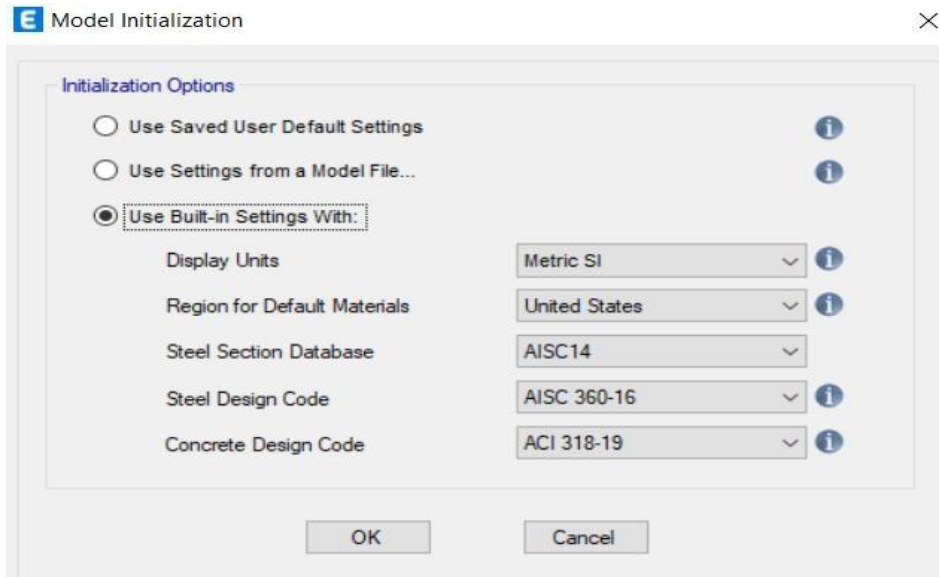 E Model Initialization
Initialization Options
Use Saved User Default Settings
Use Settings from a Model File...
Use Built-in Settings With:
Display Units Metric SI
Region for Default Materials United States
Steel Section Database AISC14
Steel Design Code AISC 360-16
Concrete Design Code ACI 318-19
OK Cancel